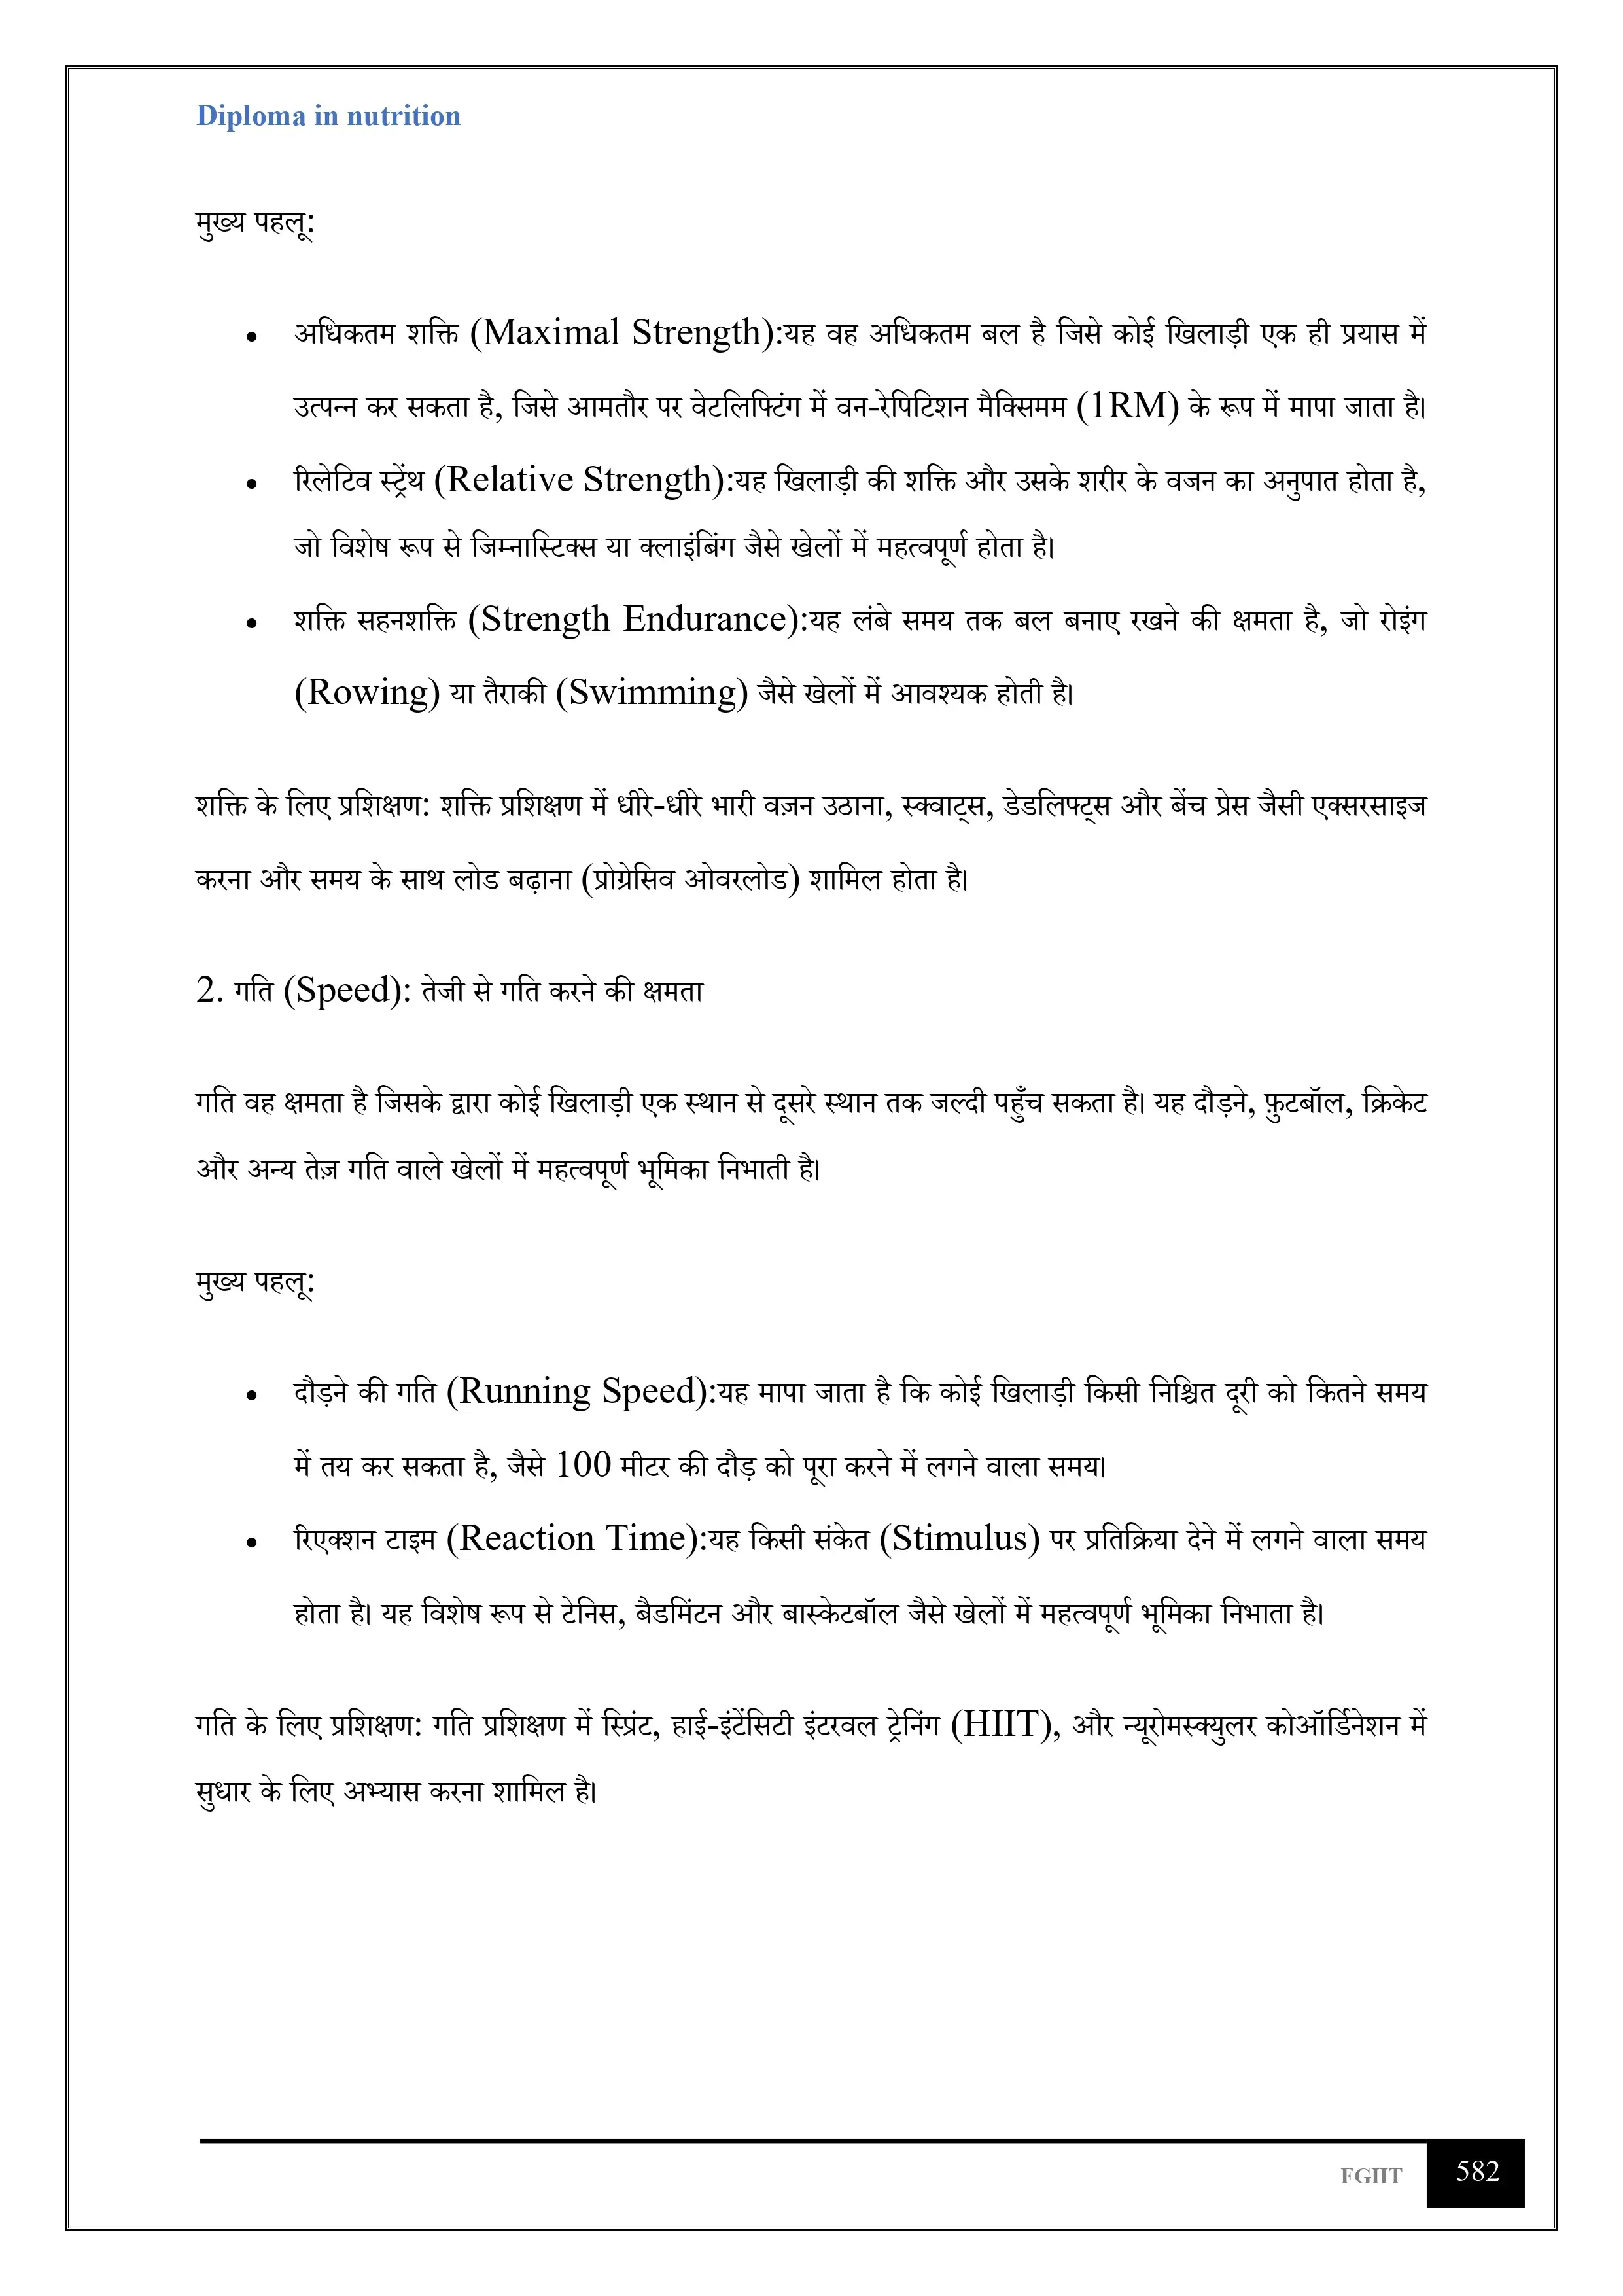 Diploma in nutrition
मुख्य पहलू:
• अधिकतम शक्ति (Maximal Strength):यह वह अधिकतम बल है जिसे कोई खिलाड़ी एक ही प्रयास में
उत्पन्न कर सकता है, जिसे आमतौर पर वेटलिफ्टिंग में वन-रेपिटिशन मैक्सिमम (1RM) के रूप में मापा जाता है।
• रिलेटिव स्ट्रेंथ (Relative Strength):यह खिलाड़ी की शक्ति और उसके शरीर के वजन का अनुपात होता है,
जो विशेष रूप से जिम्नास्टिक्स या क्लाइंबिंग जैसे खेलों में महत्वपूर्ण होता है।
• शक्ति सहनशक्ति (Strength Endurance):यह लंबे समय तक बल बनाए रखने की क्षमता है, जो रोइंग
(Rowing) या तैराकी (Swimming) जैसे खेलों में आवश्यक होती है।
शक्ति के लिए प्रशिक्षण: शक्ति प्रशिक्षण में धीरे-धीरे भारी वज़न उठाना, स्क्वाट्स, डेडलिफ्ट्स और बेंच प्रेस जैसी एक्सरसाइज
करना और समय के साथ लोड बढ़ाना (प्रोग्रेसिव ओवरलोड) शामिल होता है।
2. गति (Speed): तेजी से गति करने की क्षमता
गति वह क्षमता है जिसके द्वारा कोई खिलाड़ी एक स्थान से दूसरे स्थान तक जल्दी पहुँच सकता है। यह दौड़ने, फ़ुटबॉल, क्रिकेट
और अन्य तेज़ गति वाले खेलों में महत्वपूर्ण भूमिका निभाती है।
मुख्य पहलू:
• दौड़ने की गति (Running Speed):यह मापा जाता है कि कोई खिलाड़ी किसी निश्चित दूरी को कितने समय
में तय कर सकता है, जैसे 100 मीटर की दौड़ को पूरा करने में लगने वाला समय।
• रिएक्शन टाइम (Reaction Time):यह किसी संकेत (Stimulus) पर प्रतिक्रिया देने में लगने वाला समय
होता है। यह विशेष रूप से टेनिस, बैडमिंटन और बास्केटबॉल जैसे खेलों में महत्वपूर्ण भूमिका निभाता है।
गति के लिए प्रशिक्षण: गति प्रशिक्षण में स्प्रिंट, हाई-इंटेंसिटी इंटरवल ट्रेनिंग (HIIT), और न्यूरोमस्क्युलर कोऑर्डिनेशन में
सुधार के लिए अभ्यास करना शामिल है।
FGIIT 582